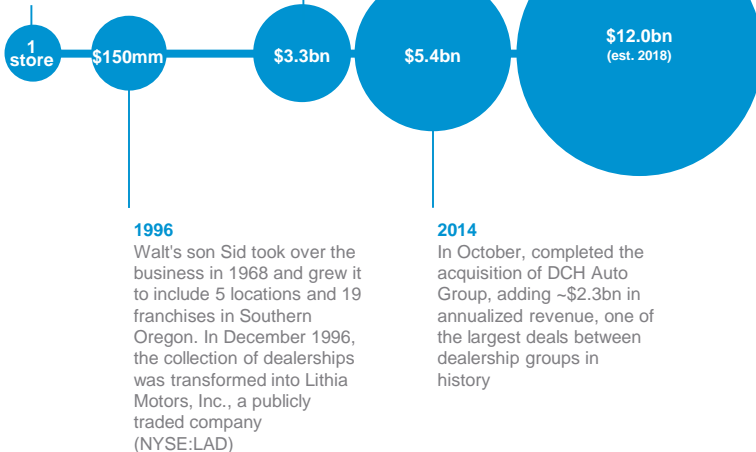 1
store
$150mm
$3.3bn
$5.4bn
$12.0bn
(est. 2018)
1996
Walt's son Sid took over the
business in 1968 and grew it
to include 5 locations and 19
franchises in Southern
Oregon. In December 1996,
the collection of dealerships
was transformed into Lithia
Motors, Inc., a publicly
traded company
(NYSE:LAD)
2014
In October, completed the
acquisition of DCH Auto
Group, adding ~$2.3bn in
annualized revenue, one of
the largest deals between
dealership groups in
history